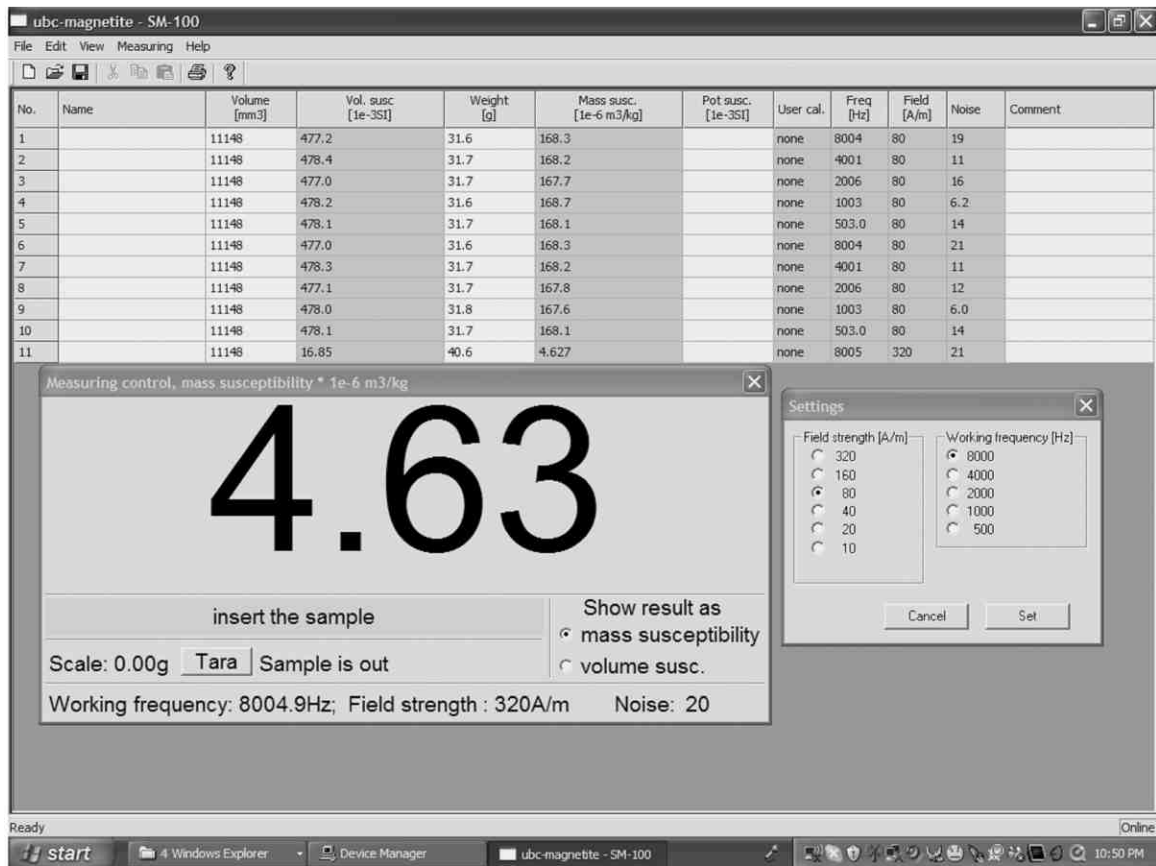 ubc-magnetite - SM-100
File Edit View Measuring Help
No. Name Volume [mm3] Vol. susc [1e-3SI] Weight [g] Mass susc. [1e-6 m3/kg] Pot susc. [1e-3SI] User cal. Freq [Hz] Field [A/m] Noise Comment
1 11148 477.2 31.6 168.3 none 8004 80 19
2 11148 478.4 31.7 168.2 none 4001 80 11
3 11148 477.0 31.7 167.7 none 2006 80 16
4 11148 478.2 31.6 168.7 none 1003 80 6.2
5 11148 478.1 31.7 168.1 none 503.0 80 14
6 11148 477.0 31.6 168.3 none 8004 80 21
7 11148 478.3 31.7 168.2 none 4001 80 11
8 11148 477.1 31.7 167.8 none 2006 80 12
9 11148 478.0 31.8 167.6 none 1003 80 6.0
10 11148 478.1 31.7 168.1 none 503.0 80 14
11 11148 16.85 40.6 4.627 none 8005 320 21
Measuring control, mass susceptibility * 1e-6 m3/kg
4.63
insert the sample
Show result as
mass susceptibility
volume susc.
Scale: 0.00g Tara Sample is out
Working frequency: 8004.9Hz; Field strength : 320A/m Noise: 20
Settings
Field strength [A/m]
320
160
80
40
20
10
Working frequency [Hz]
8000
4000
2000
1000
500
Cancel Set
Ready Online
start 4 Windows Explorer Device Manager ubc-magnetite - SM-100 10:50 PM